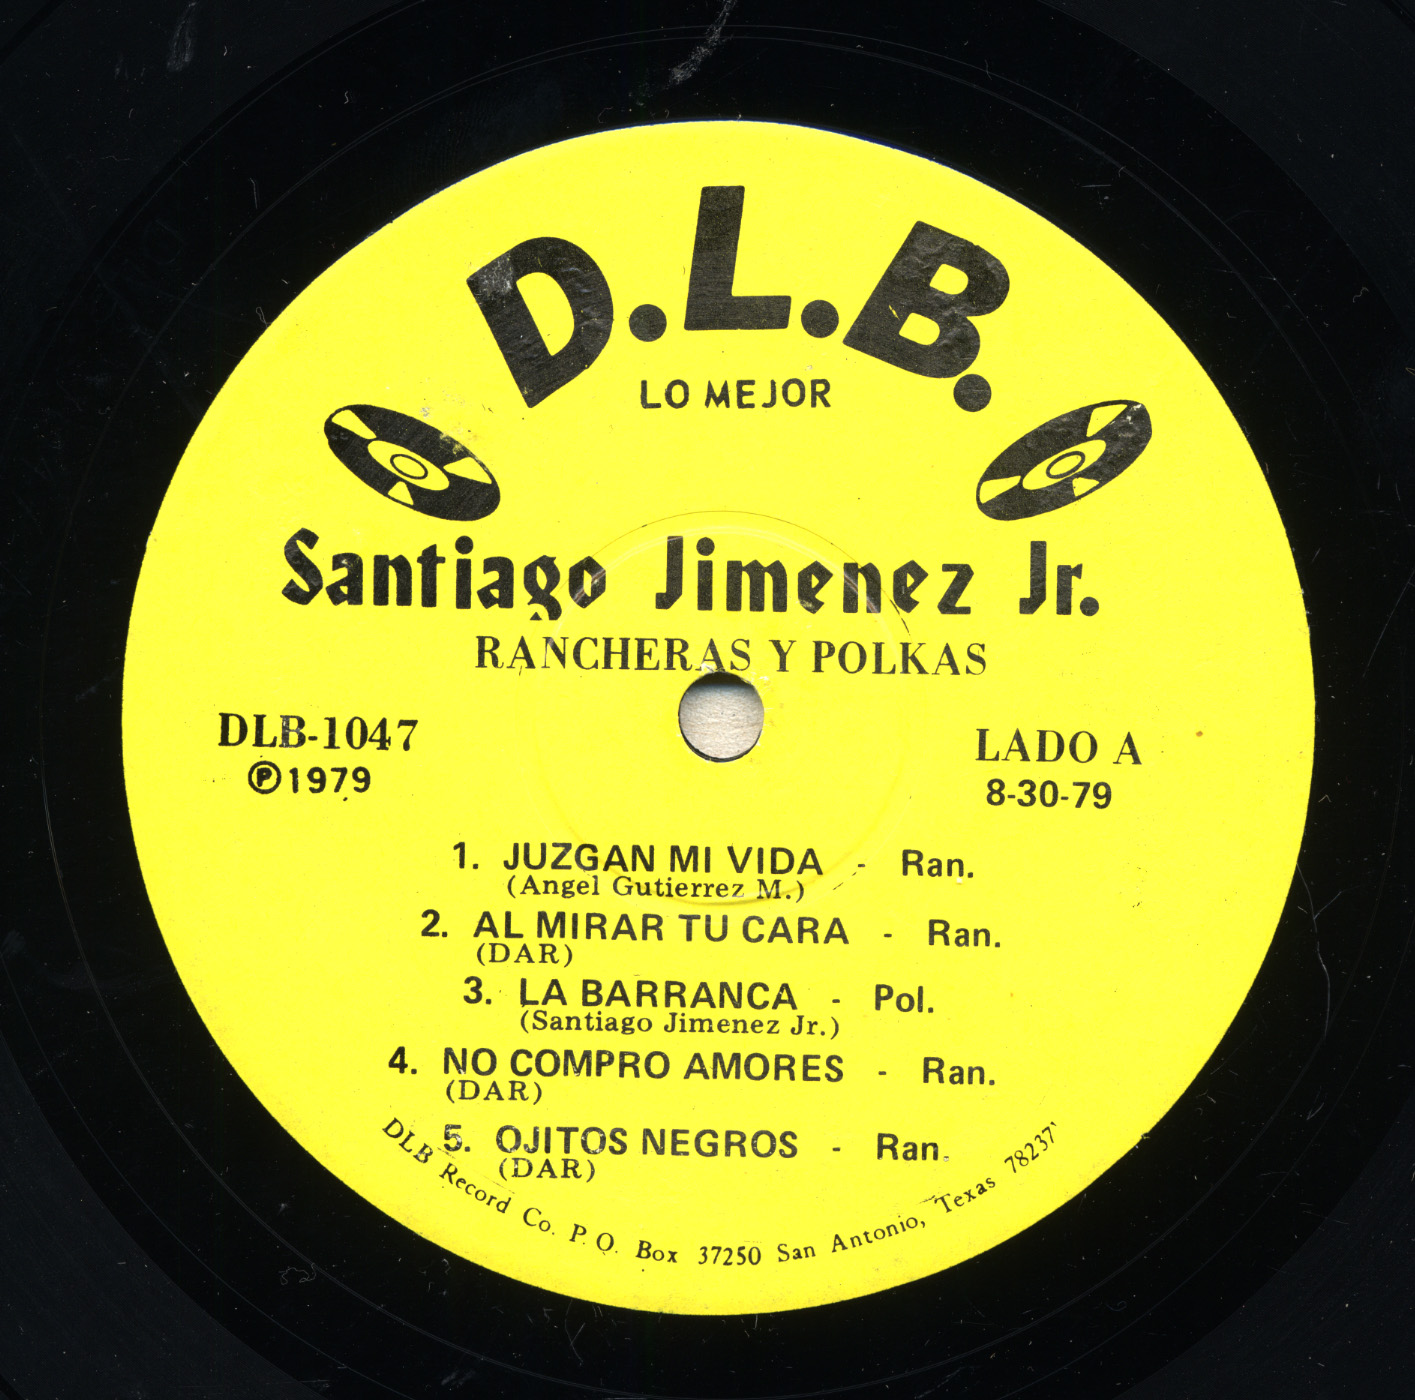 D.L.B.
LO MEJOR
Santiago Jimenez Jr.
RANCHERAS Y POLKAS
DLB-1047
℗1979
LADO A
8-30-79
1. JUZGAN MI VIDA - Ran.
(Angel Gutierrez M.)
2. AL MIRAR TU CARA - Ran.
(DAR)
3. LA BARRANCA - Pol.
(Santiago Jimenez Jr.)
4. NO COMPRO AMORES - Ran.
(DAR)
5. OJITOS NEGROS - Ran.
(DAR)
DLB Record Co. P.O. Box 37250 San Antonio, Texas 78237